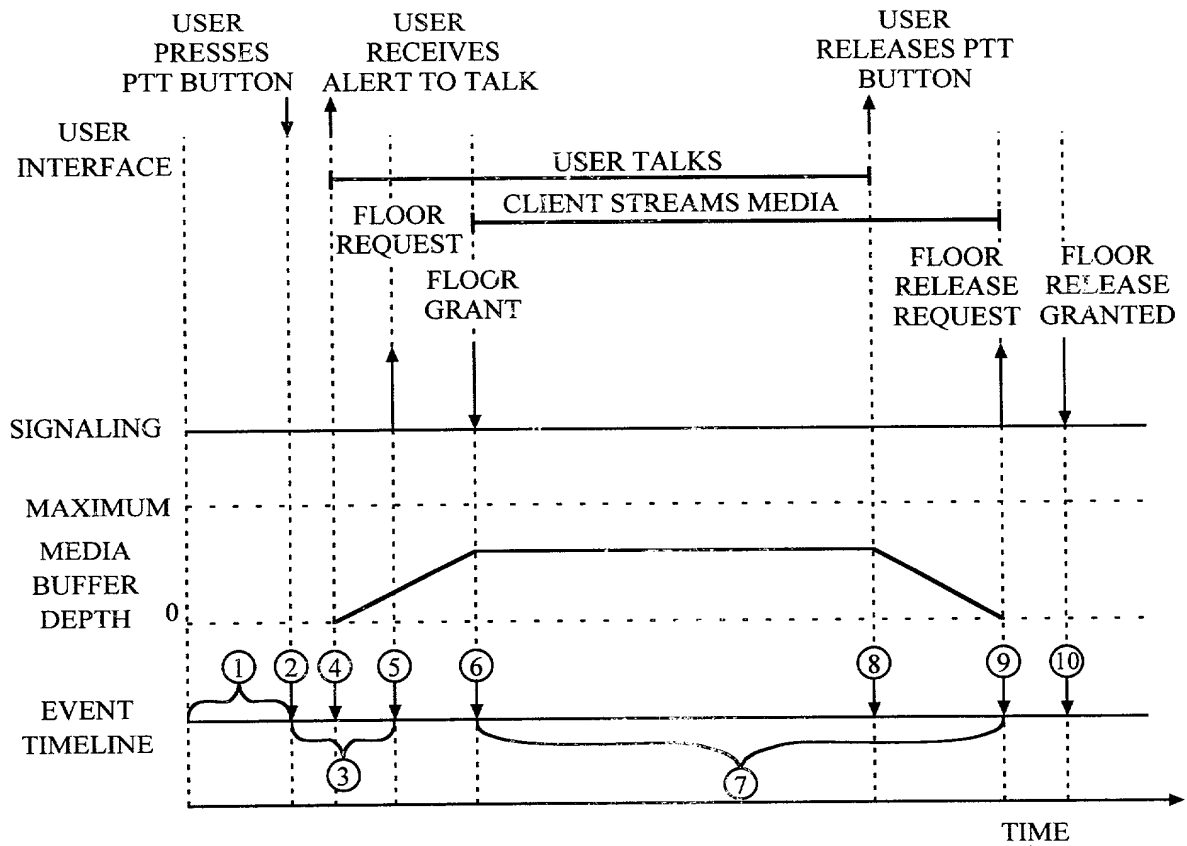 USER
PRESSES
PTT BUTTON
USER
RECEIVES
ALERT TO TALK
USER
RELEASES PTT
BUTTON
USER
INTERFACE
USER TALKS
CLIENT STREAMS MEDIA
FLOOR
REQUEST
FLOOR
GRANT
FLOOR
RELEASE
REQUEST
FLOOR
RELEASE
GRANTED
SIGNALING
MAXIMUM
MEDIA
BUFFER
DEPTH
0
1
2
4
5
6
8
9
10
EVENT
TIMELINE
3
7
TIME